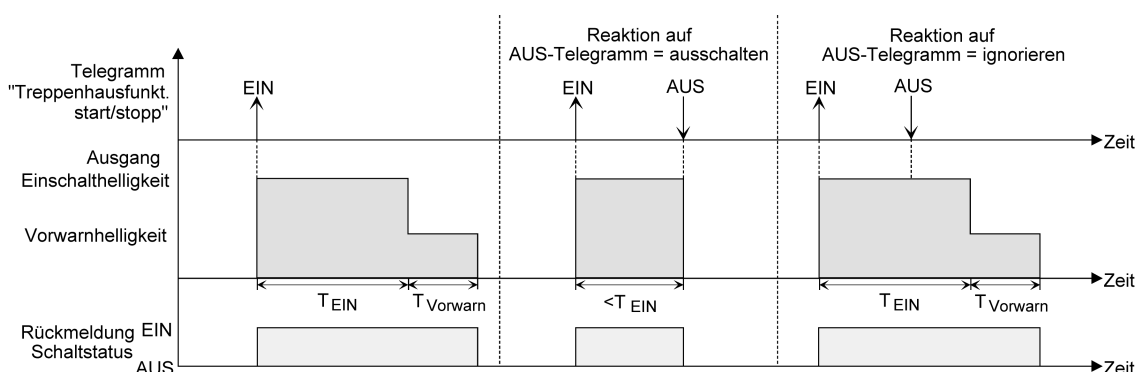 Reaktion auf
AUS-Telegramm = ausschalten
Reaktion auf
AUS-Telegramm = ignorieren
Telegramm
"Treppenhausfunkt.
start/stopp"
EIN
EIN
AUS
EIN
AUS
Zeit
Ausgang
Einschalthelligkeit
Vorwarnhelligkeit
Zeit
T EIN
T Vorwarn
<T EIN
T EIN
T Vorwarn
Rückmeldung
Schaltstatus
EIN
AUS
Zeit